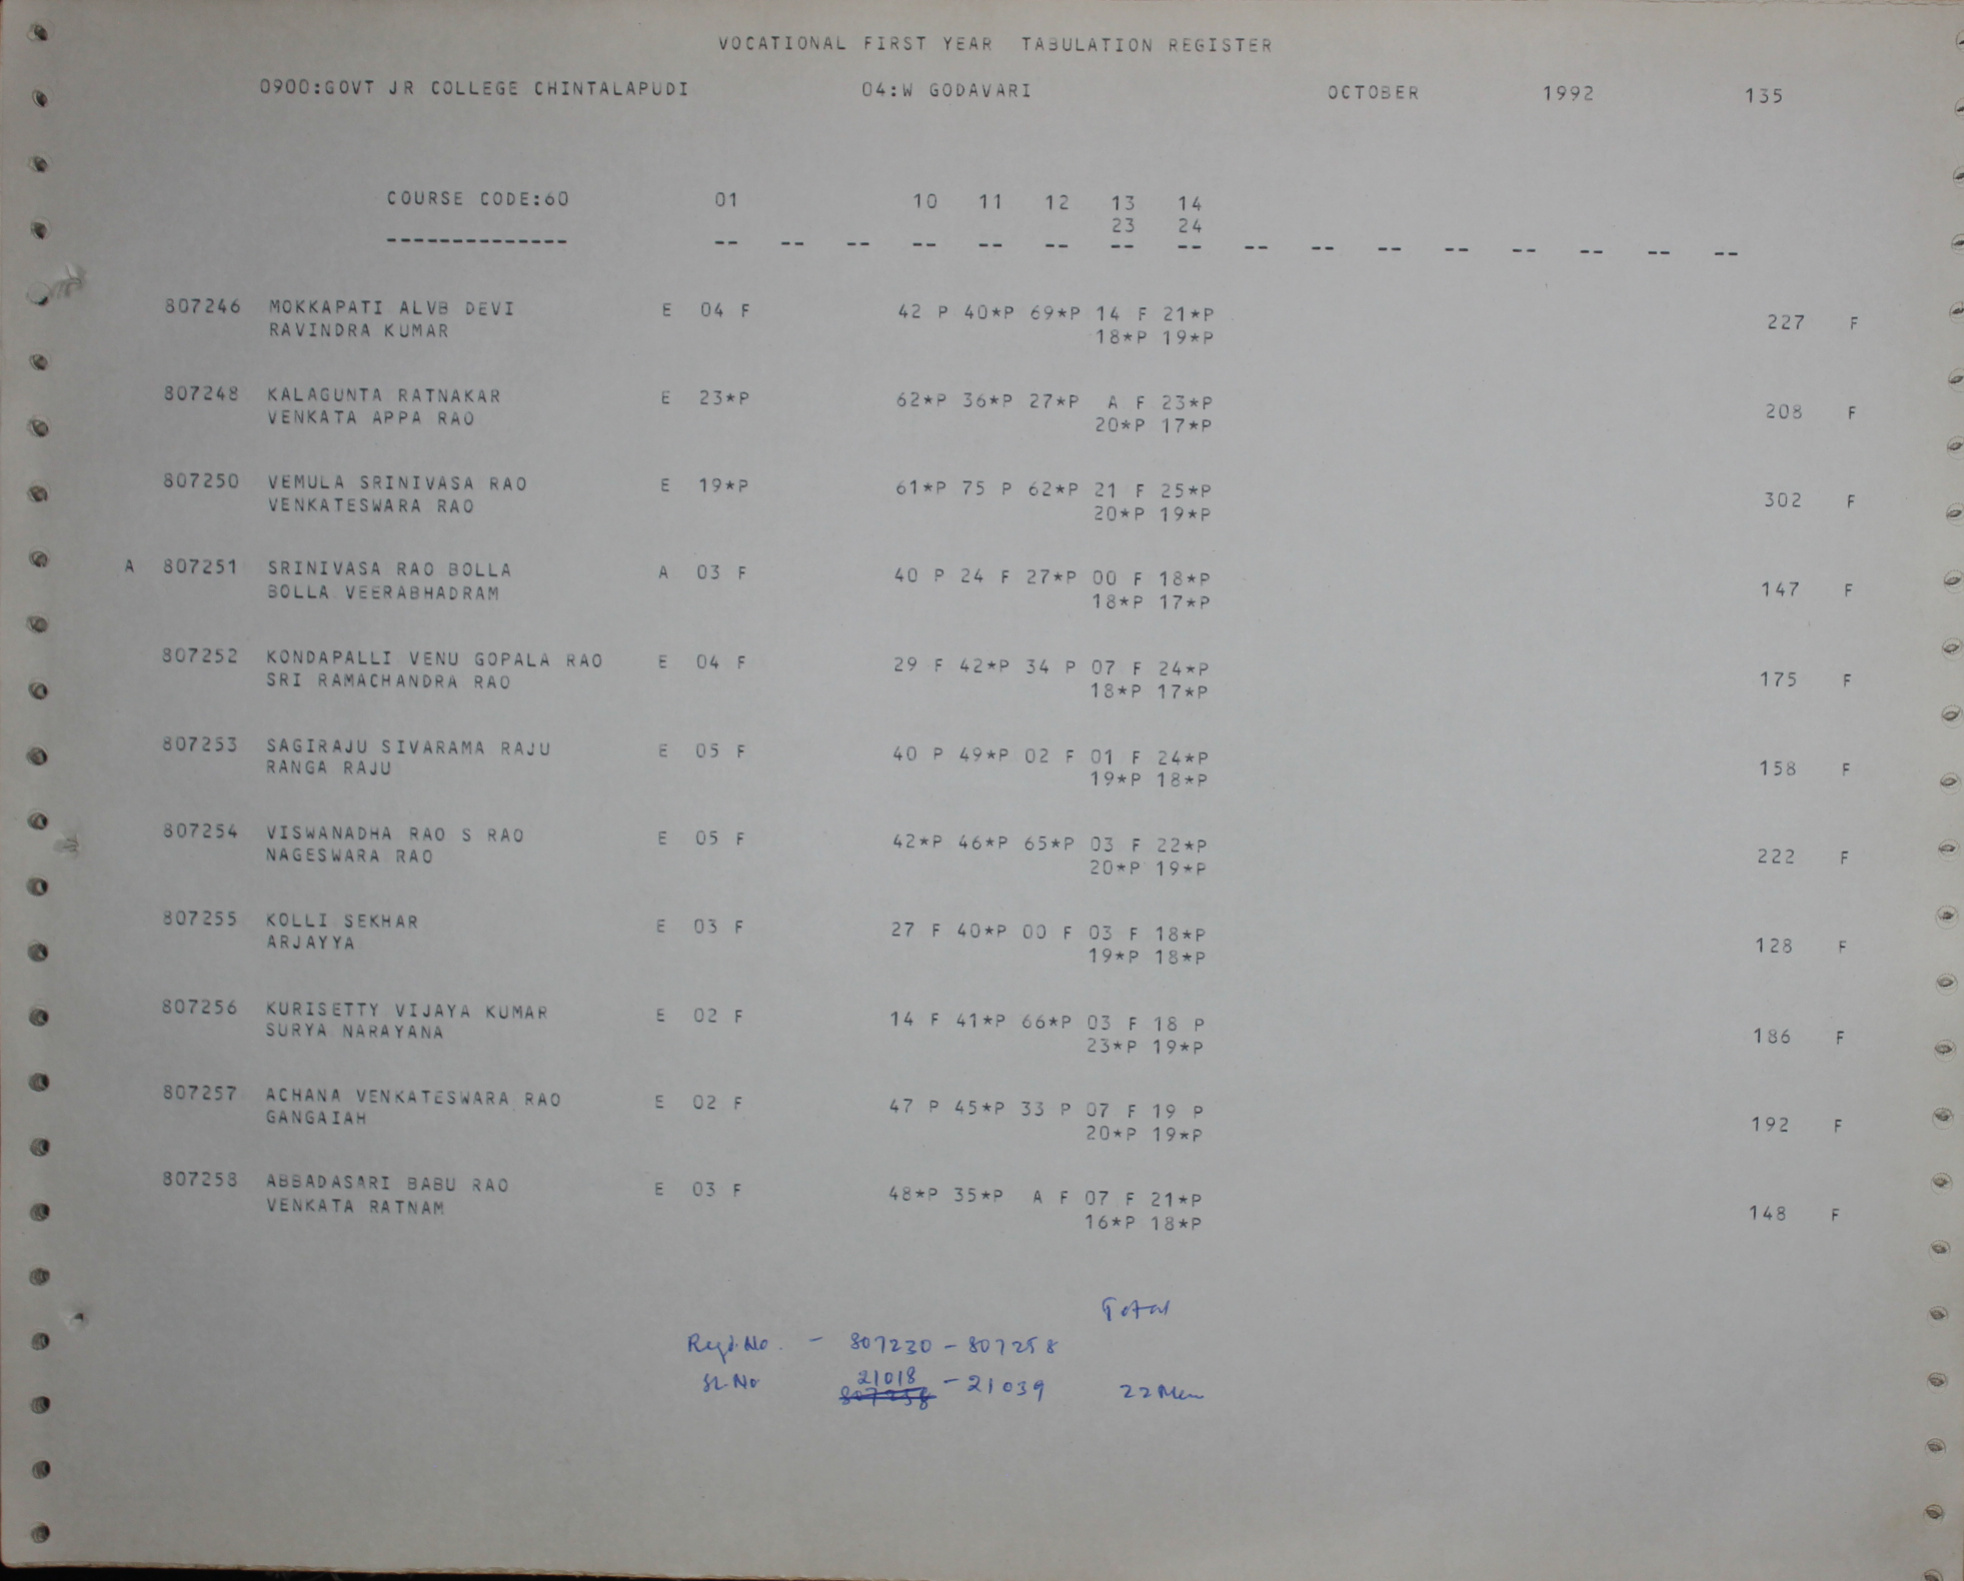 VOCATIONAL FIRST YEAR TABULATION REGISTER
0900:GOVT JR COLLEGE CHINTALAPUDI 04:W GODAVARI OCTOBER 1992 135
COURSE CODE:60 01 10 11 12 13 14
23 24
-------------- -- -- -- -- -- -- -- -- -- -- -- -- -- -- -- --
807246 MOKKAPATI ALVB DEVI E 04 F 42 P 40*P 69*P 14 F 21*P
RAVINDRA KUMAR 18*P 19*P 227 F
807248 KALAGUNTA RATNAKAR E 23*P 62*P 36*P 27*P A F 23*P
VENKATA APPA RAO 20*P 17*P 208 F
807250 VEMULA SRINIVASA RAO E 19*P 61*P 75 P 62*P 21 F 25*P
VENKATESWARA RAO 20*P 19*P 302 F
A 807251 SRINIVASA RAO BOLLA A 03 F 40 P 24 F 27*P 00 F 18*P
BOLLA VEERABHADRAM 18*P 17*P 147 F
807252 KONDAPALLI VENU GOPALA RAO E 04 F 29 F 42*P 34 P 07 F 24*P
SRI RAMACHANDRA RAO 18*P 17*P 175 F
807253 SAGIRAJU SIVARAMA RAJU E 05 F 40 P 49*P 02 F 01 F 24*P
RANGA RAJU 19*P 18*P 158 F
807254 VISWANADHA RAO S RAO E 05 F 42*P 46*P 65*P 03 F 22*P
NAGESWARA RAO 20*P 19*P 222 F
807255 KOLLI SEKHAR E 03 F 27 F 40*P 00 F 03 F 18*P
ARJAYYA 19*P 18*P 128 F
807256 KURISETTY VIJAYA KUMAR E 02 F 14 F 41*P 66*P 03 F 18 P
SURYA NARAYANA 23*P 19*P 186 F
807257 ACHANA VENKATESWARA RAO E 02 F 47 P 45*P 33 P 07 F 19 P
GANGAIAH 20*P 19*P 192 F
807258 ABBADASARI BABU RAO E 03 F 48*P 35*P A F 07 F 21*P
VENKATA RATNAM 16*P 18*P 148 F
Total
Regd.No. - 807230 - 807258
Sl.No 21018 - 21039 22
807258